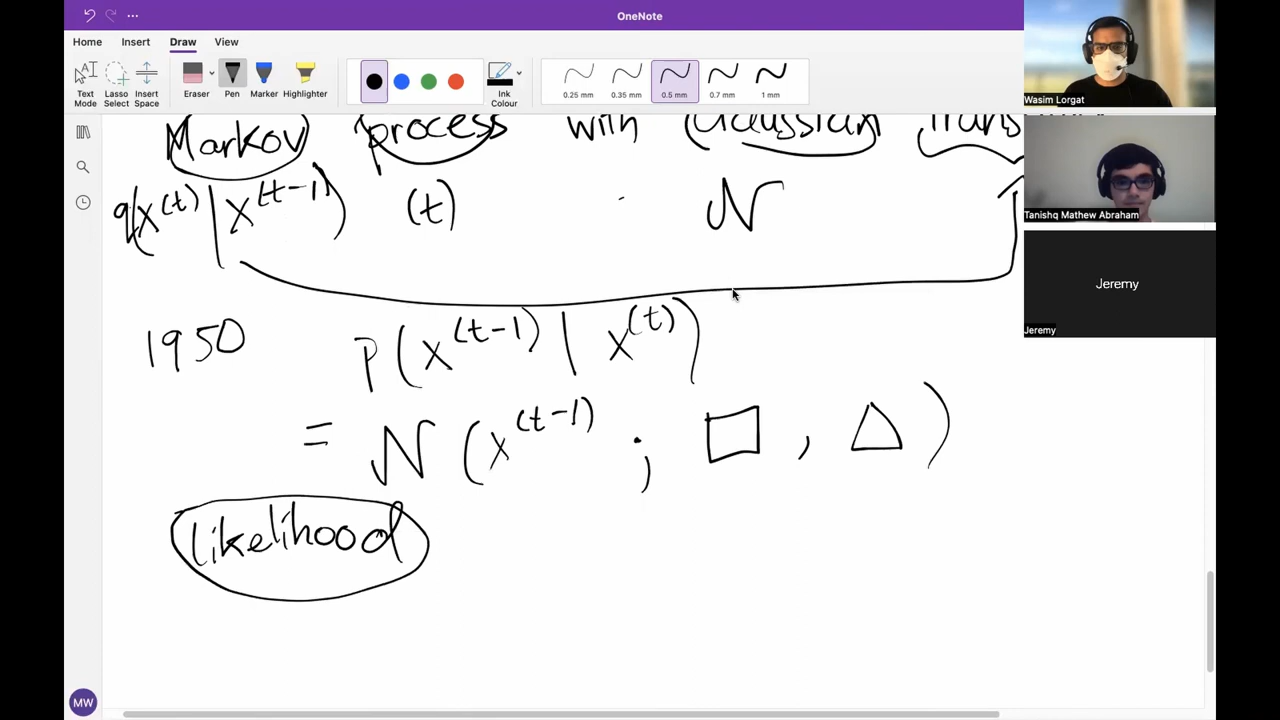 OneNote
Home Insert Draw View
Text Mode Lasso Select Insert Space Eraser Pen Marker Highlighter Ink Colour 0.25 mm 0.35 mm 0.5 mm 0.7 mm 1 mm
Wasim Lorgat
Tanishq Mathew Abraham
Jeremy
Jeremy
Markov process with Gaussian Trans
q(x^(t) | x^(t-1)) (t) N
1950 P(x^(t-1) | x^(t))
= N(x^(t-1) ; □ , △)
likelihood
MW